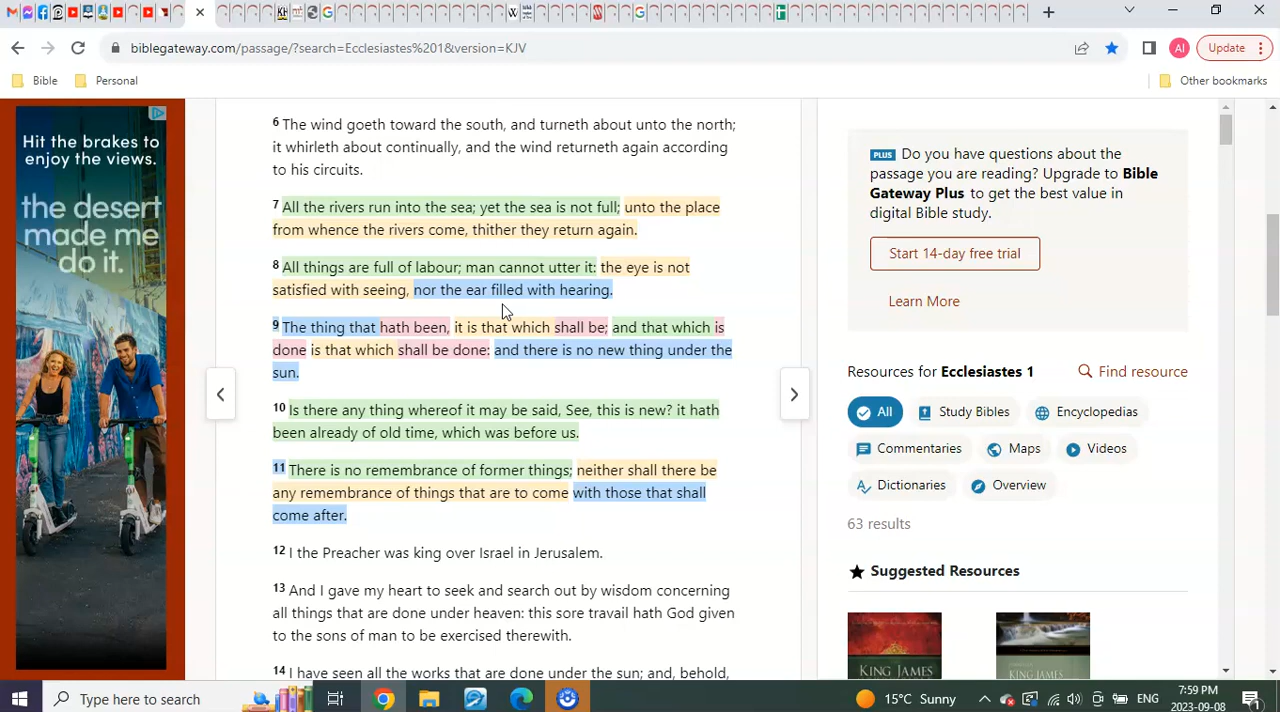 biblegateway.com/passage/?search=Ecclesiastes%201&version=KJV
AI
Update
Bible
Personal
Other bookmarks
Hit the brakes to
enjoy the views.
the desert
made me
do it.
6 The wind goeth toward the south, and turneth about unto the north;
it whirleth about continually, and the wind returneth again according
to his circuits.
7 All the rivers run into the sea; yet the sea is not full; unto the place
from whence the rivers come, thither they return again.
8 All things are full of labour; man cannot utter it: the eye is not
satisfied with seeing, nor the ear filled with hearing.
9 The thing that hath been, it is that which shall be; and that which is
done is that which shall be done: and there is no new thing under the
sun.
10 Is there any thing whereof it may be said, See, this is new? it hath
been already of old time, which was before us.
11 There is no remembrance of former things; neither shall there be
any remembrance of things that are to come with those that shall
come after.
12 I the Preacher was king over Israel in Jerusalem.
13 And I gave my heart to seek and search out by wisdom concerning
all things that are done under heaven: this sore travail hath God given
to the sons of man to be exercised therewith.
14 I have seen all the works that are done under the sun; and, behold,
PLUS Do you have questions about the
passage you are reading? Upgrade to Bible
Gateway Plus to get the best value in
digital Bible study.
Start 14-day free trial
Learn More
Resources for Ecclesiastes 1
Find resource
All
Study Bibles
Encyclopedias
Commentaries
Maps
Videos
Dictionaries
Overview
63 results
Suggested Resources
KING JAMES
KING JAMES
Type here to search
15°C Sunny
ENG
7:59 PM
2023-09-08
1